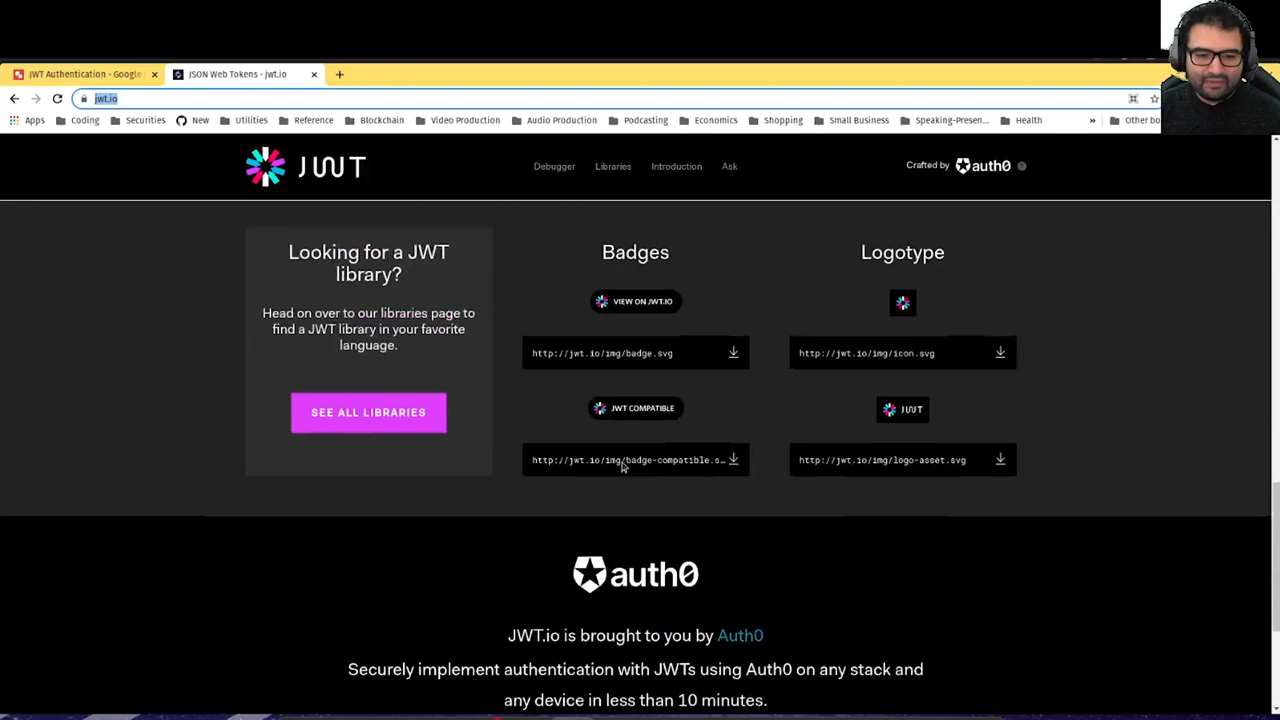 JWT Authentication - Google
JSON Web Tokens - jwt.io
jwt.io
Apps
Coding
Securities
New
Utilities
Reference
Blockchain
Video Production
Audio Production
Podcasting
Economics
Shopping
Small Business
Speaking-Presen...
Health
»
Other bo
JWT
Debugger
Libraries
Introduction
Ask
Crafted by auth0
Looking for a JWT
library?
Head on over to our libraries page to
find a JWT library in your favorite
language.
SEE ALL LIBRARIES
Badges
VIEW ON JWT.IO
http://jwt.io/img/badge.svg
JWT COMPATIBLE
http://jwt.io/img/badge-compatible.s…
Logotype
http://jwt.io/img/icon.svg
JWT
http://jwt.io/img/logo-asset.svg
auth0
JWT.io is brought to you by Auth0
Securely implement authentication with JWTs using Auth0 on any stack and
any device in less than 10 minutes.